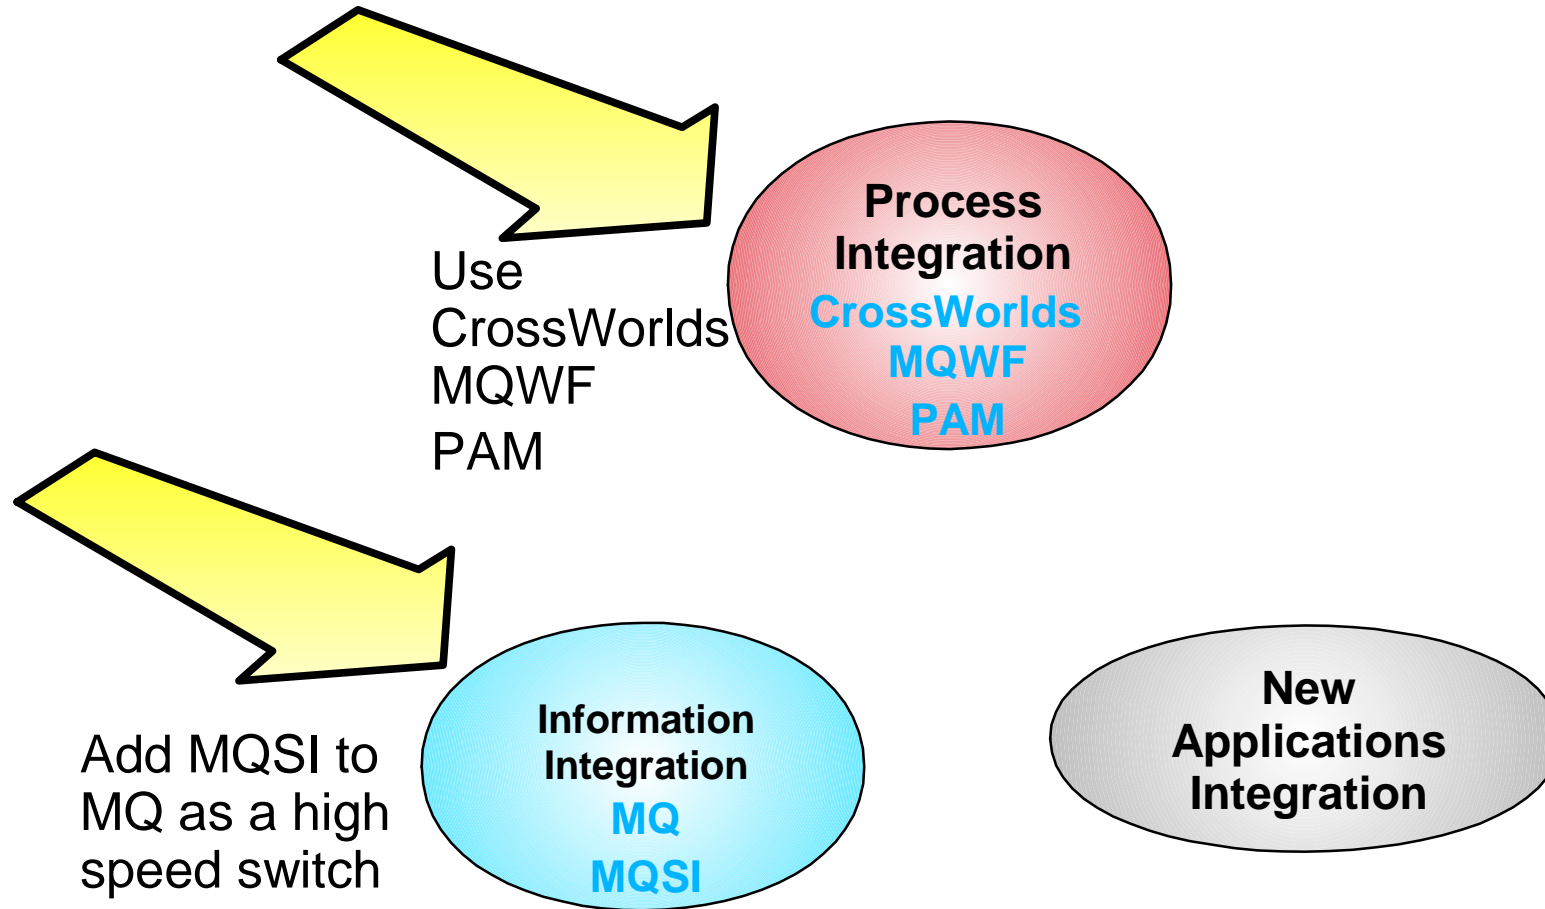 Process
Integration
CrossWorlds
MQWF
PAM
Use
CrossWorlds
MQWF
PAM
Information
Integration
MQ
MQSI
New
Applications
Integration
Add MQSI to
MQ as a high
speed switch